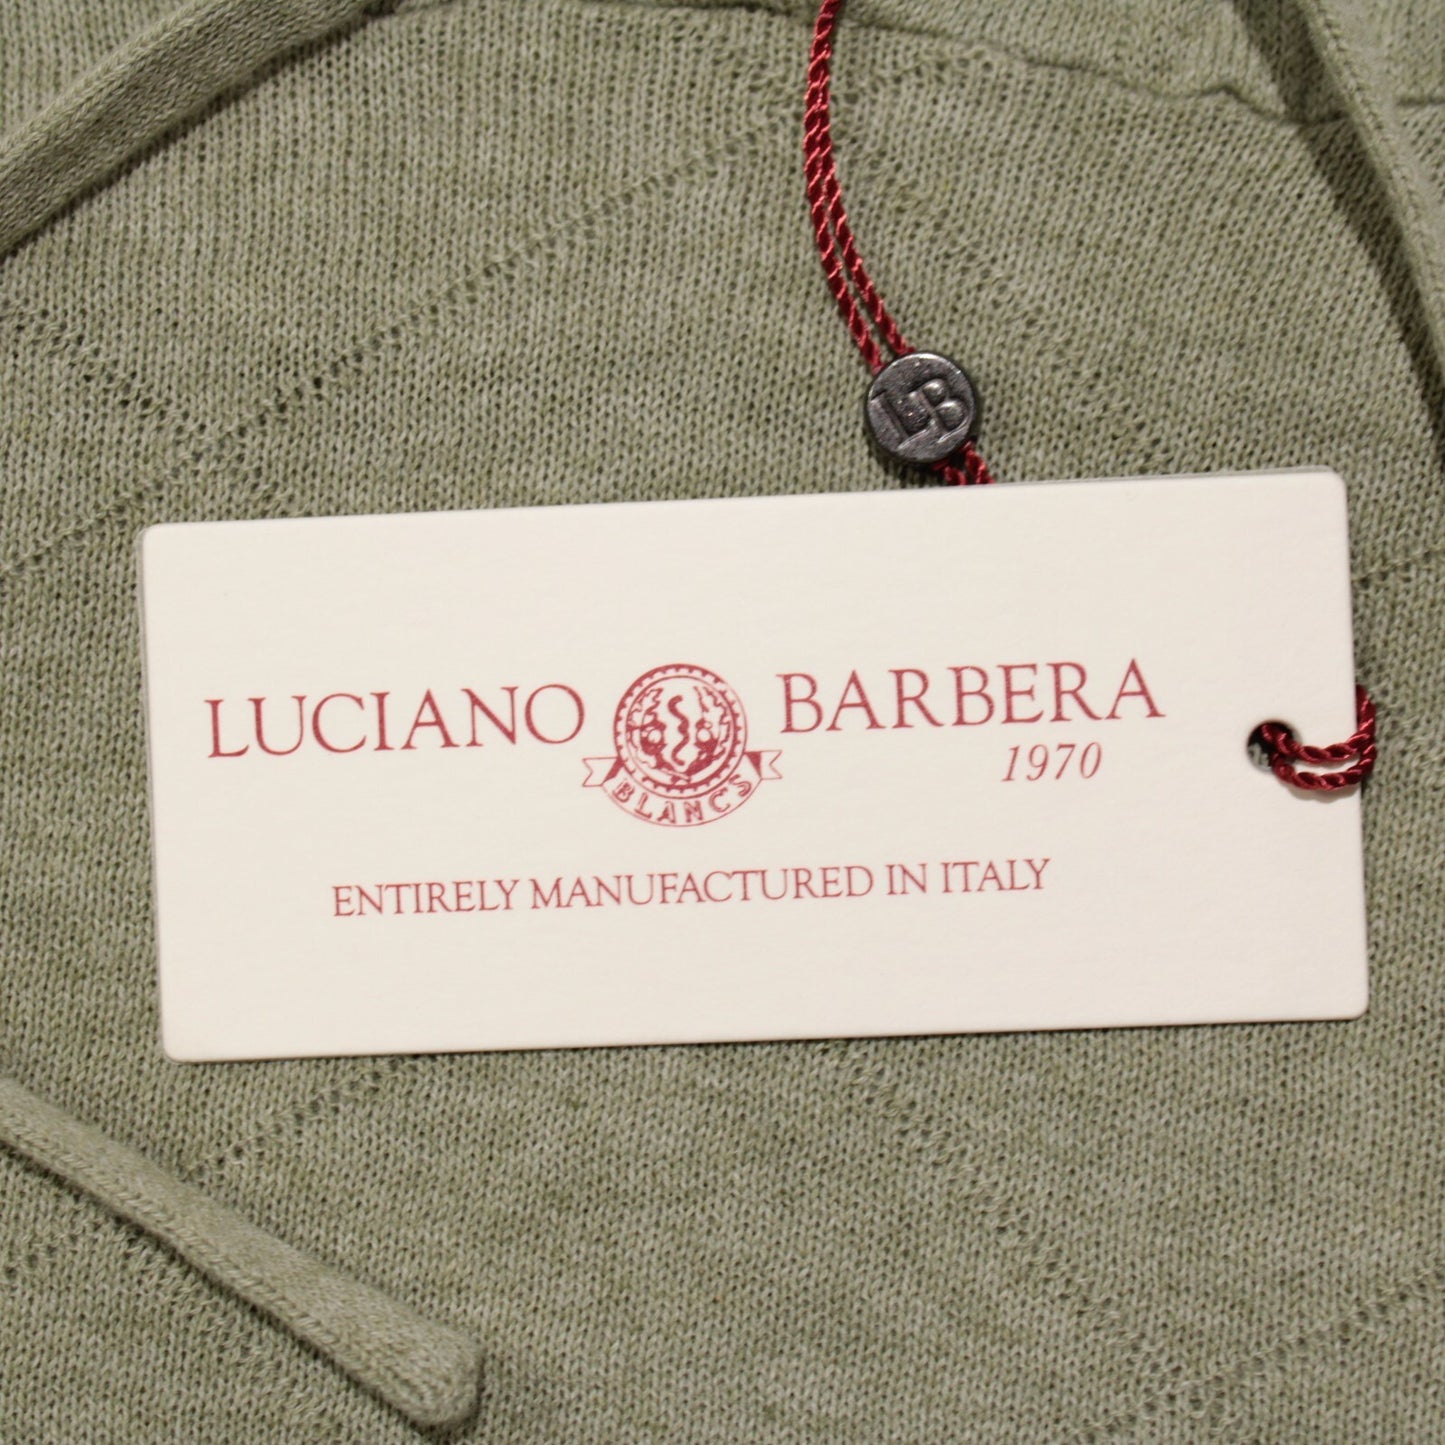 LB
LUCIANO BARBERA
1970
BLANCS
ENTIRELY MANUFACTURED IN ITALY